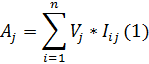 A_j = \sum_{i=1}^{n} V_j * I_{ij} (1)